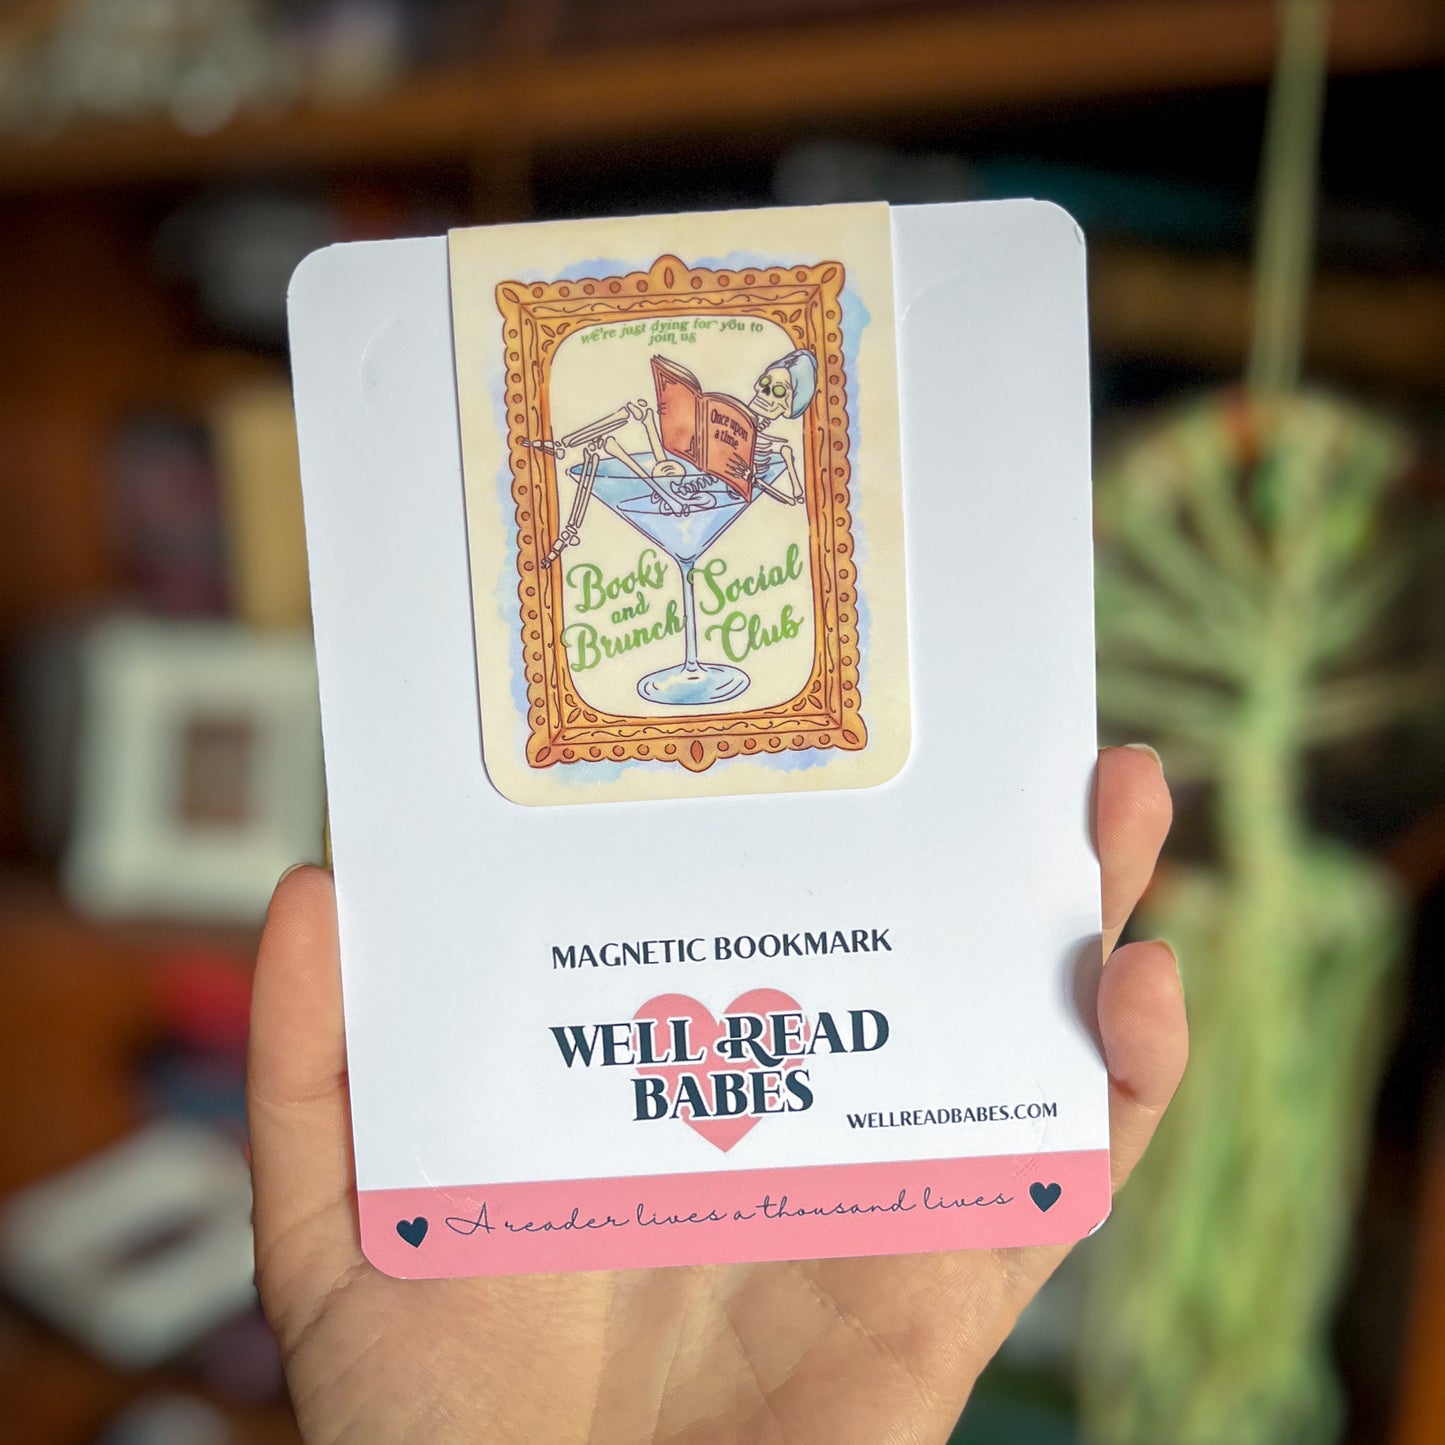 we're just dying for you to
join us
Once upon
a time
Books
and
Brunch
Social
Club
MAGNETIC BOOKMARK
WELL READ
BABES
WELLREADBABES.COM
A reader lives a thousand lives